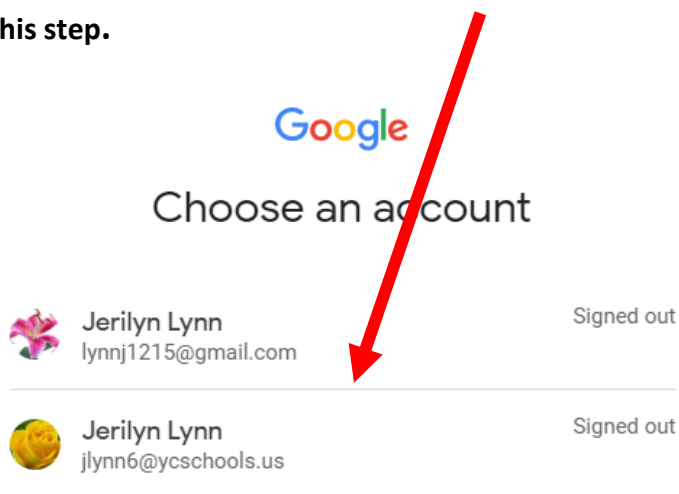 his step.
Google
Choose an account
Jerilyn Lynn
Signed out
lynnj1215@gmail.com
Jerilyn Lynn
Signed out
jlynn6@ycschools.us